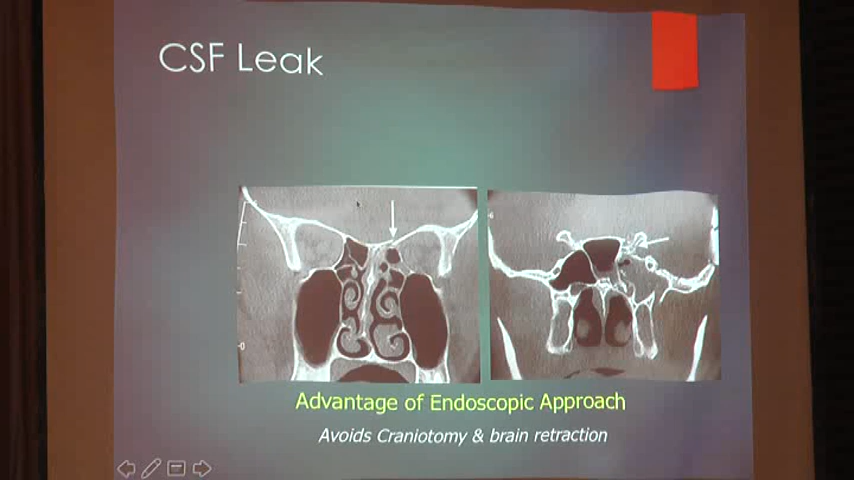 CSF Leak
Advantage of Endoscopic Approach
Avoids Craniotomy & brain retraction